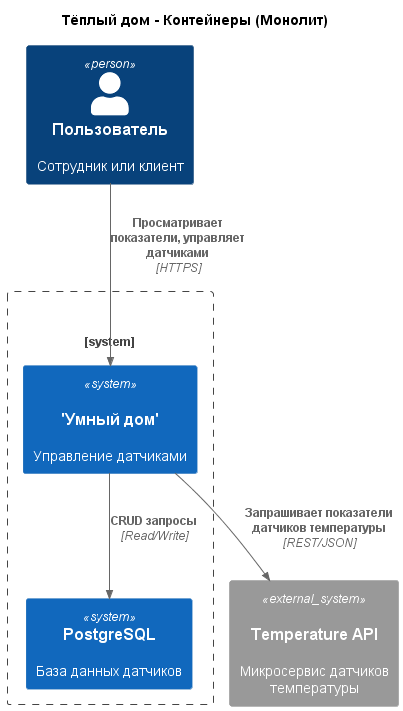 Тёплый дом - Контейнеры (Монолит)
«person»
Пользователь
Сотрудник или клиент
Просматривает
показатели, управляет
датчиками
[HTTPS]
[system]
«system»
'Умный дом'
Управление датчиками
CRUD запросы
[Read/Write]
Запрашивает показатели
датчиков температуры
[REST/JSON]
«system»
PostgreSQL
База данных датчиков
«external_system»
Temperature API
Микросервис датчиков
температуры